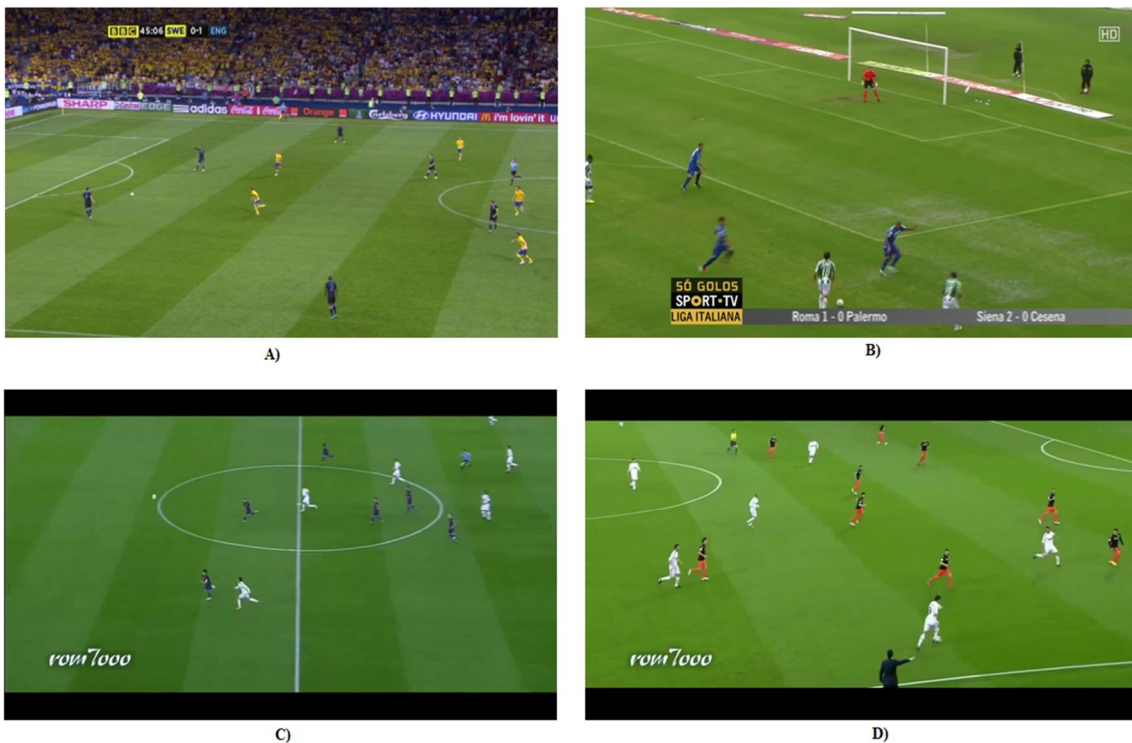 BBC 45:06 SWE 0-1 ENG
SHARP
EDGE
adidas
Coca-Cola
Orange
Carlsberg
HYUNDAI
i'm lovin' it
A)
HD
SÓ GOLOS
SPORT•TV
LIGA ITALIANA
Roma 1 - 0 Palermo
Siena 2 - 0 Cesena
B)
rom7ooo
C)
rom7ooo
D)